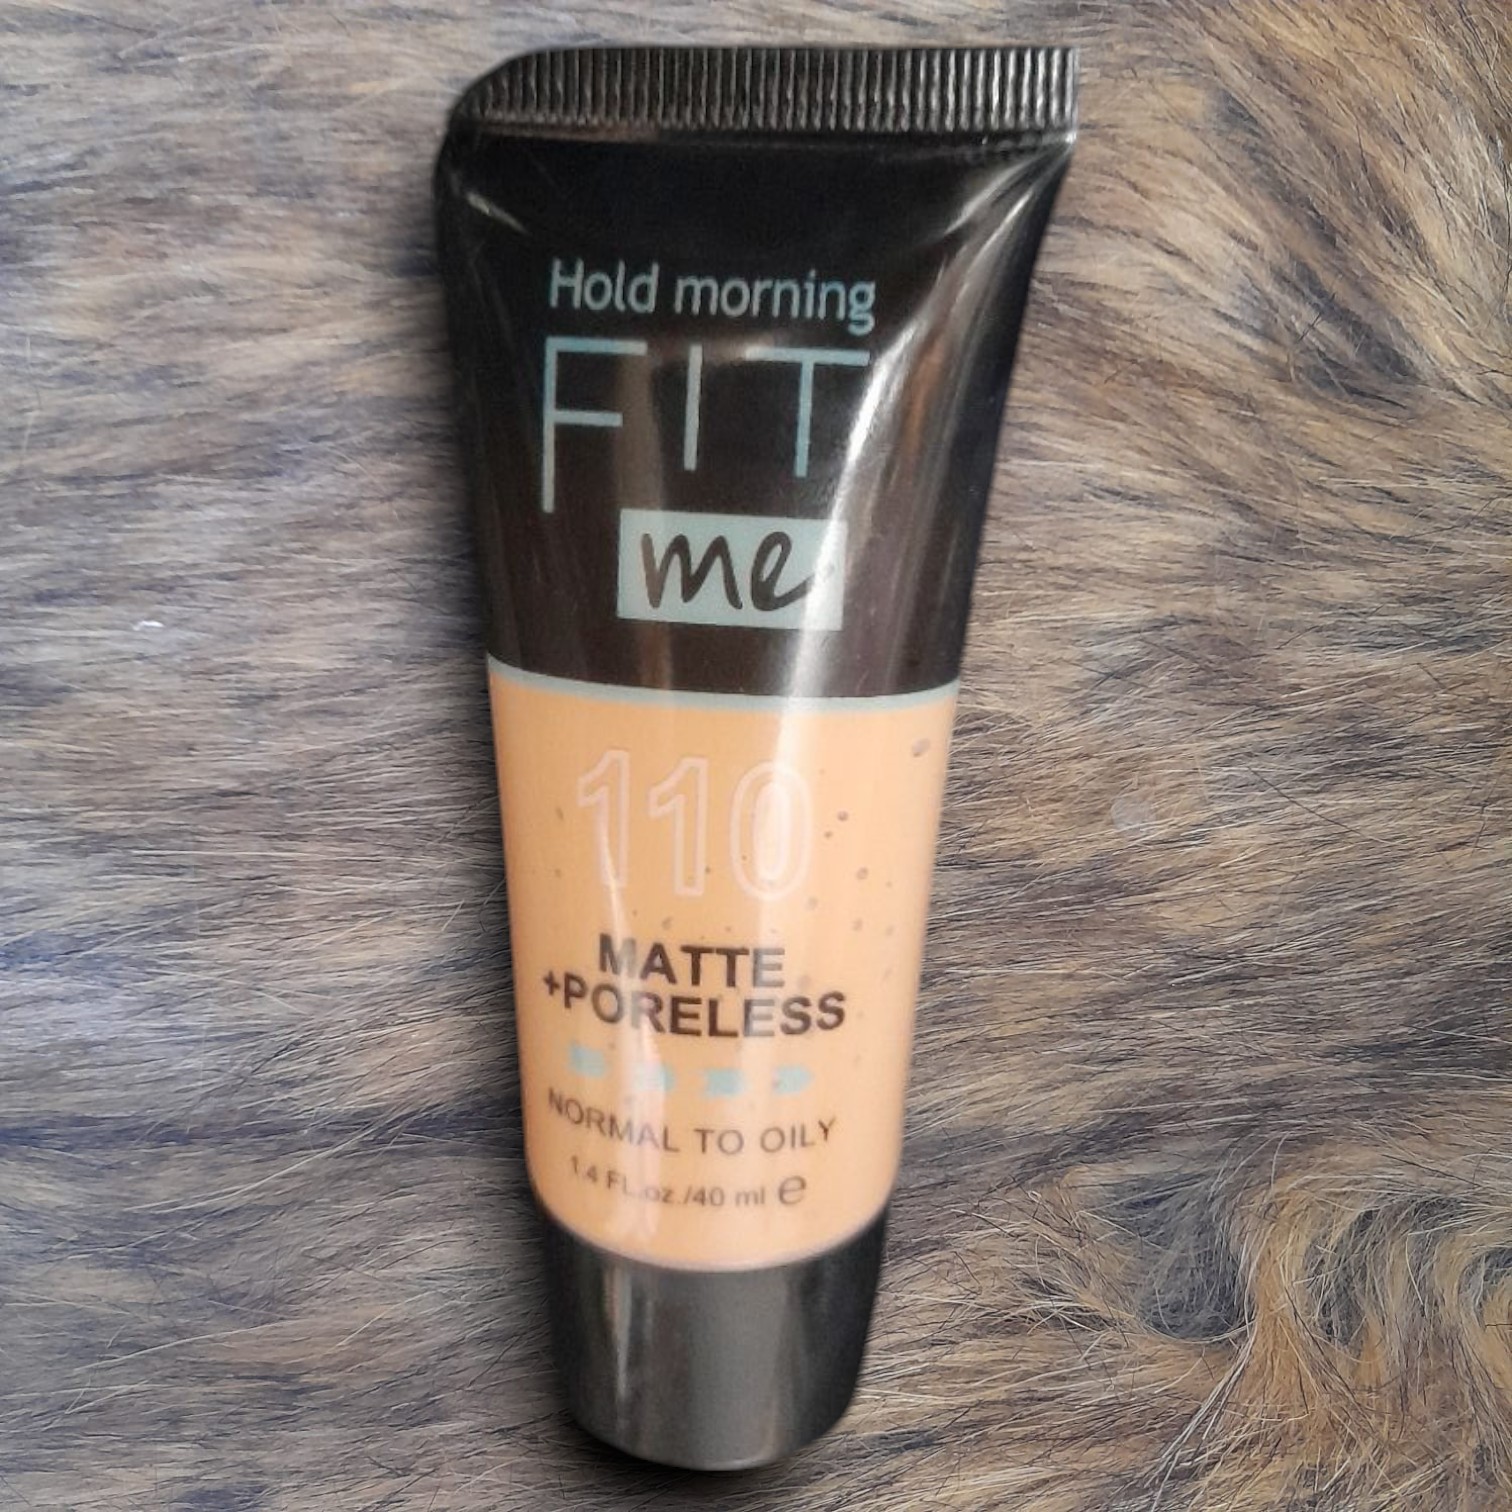 Hold morning
FIT
me
110
MATTE
+PORELESS
NORMAL TO OILY
1.4 FL.oz./40 ml e